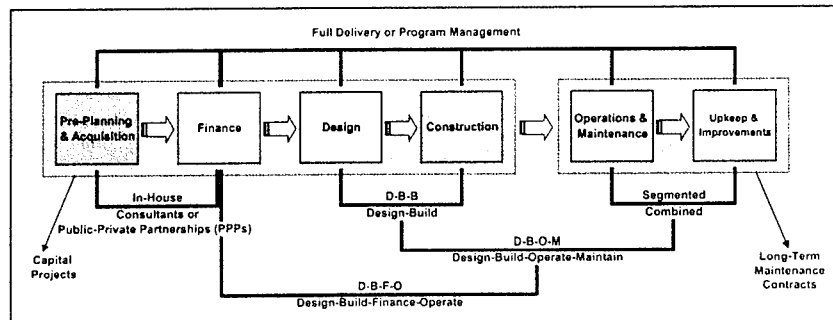 Full Delivery or Program Management
Pre-Planning
& Acquisition
Finance
Design
Construction
Operations &
Maintenance
Upkeep &
Improvements
In-House
Consultants or
Public-Private Partnerships (PPPs)
D-B-B
Design-Build
Segmented
Combined
Capital
Projects
D-B-O-M
Design-Build-Operate-Maintain
Long-Term
Maintenance
Contracts
D-B-F-O
Design-Build-Finance-Operate